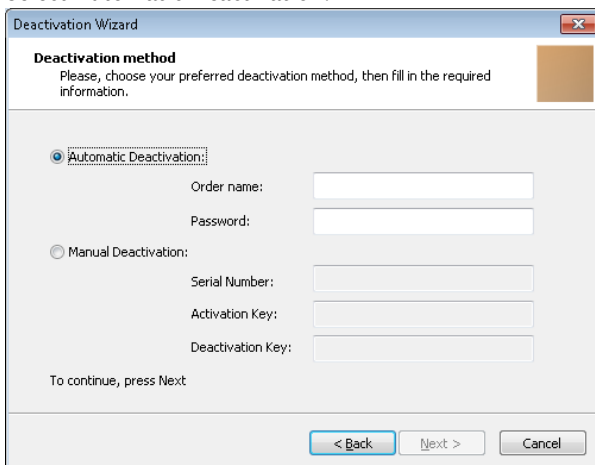 Deactivation Wizard
Deactivation method
Please, choose your preferred deactivation method, then fill in the required
information.
Automatic Deactivation:
Order name:
Password:
Manual Deactivation:
Serial Number:
Activation Key:
Deactivation Key:
To continue, press Next
< Back
Next >
Cancel